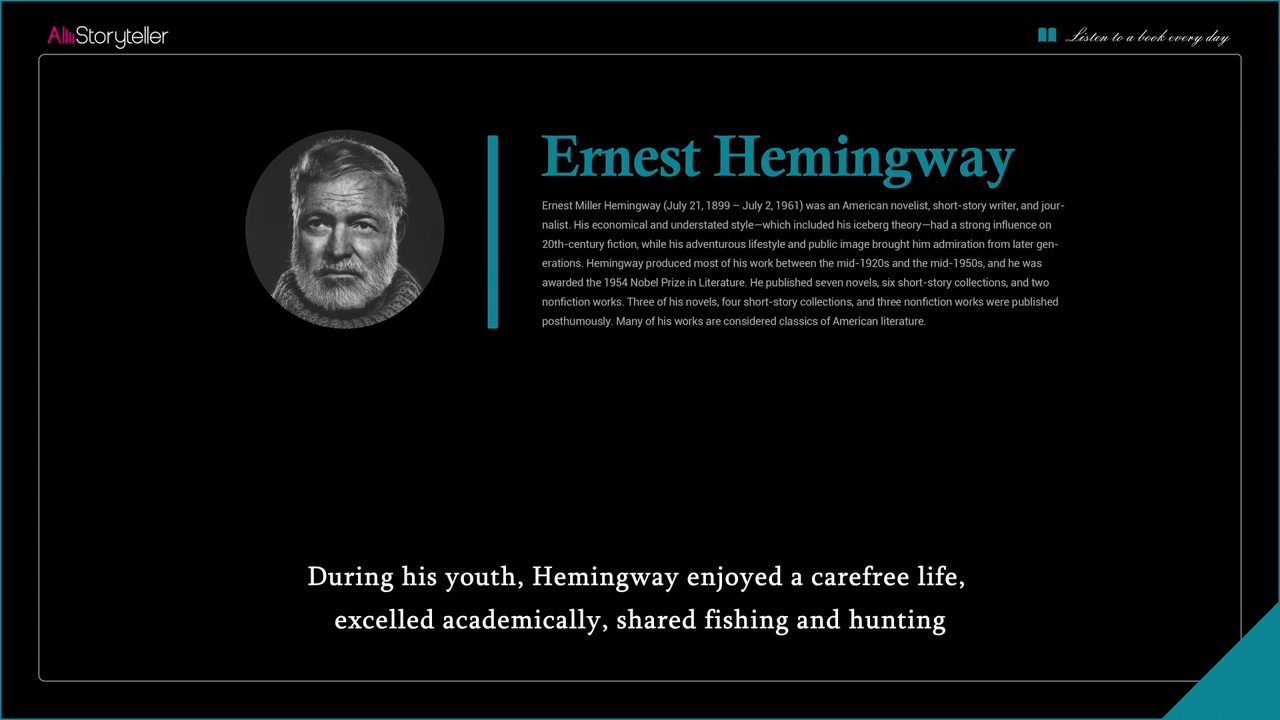 AllStoryteller
Listen to a book every day
Ernest Hemingway
Ernest Miller Hemingway (July 21, 1899 – July 2, 1961) was an American novelist, short-story writer, and jour-
nalist. His economical and understated style—which included his iceberg theory—had a strong influence on
20th-century fiction, while his adventurous lifestyle and public image brought him admiration from later gen-
erations. Hemingway produced most of his work between the mid-1920s and the mid-1950s, and he was
awarded the 1954 Nobel Prize in Literature. He published seven novels, six short-story collections, and two
nonfiction works. Three of his novels, four short-story collections, and three nonfiction works were published
posthumously. Many of his works are considered classics of American literature.
During his youth, Hemingway enjoyed a carefree life,
excelled academically, shared fishing and hunting